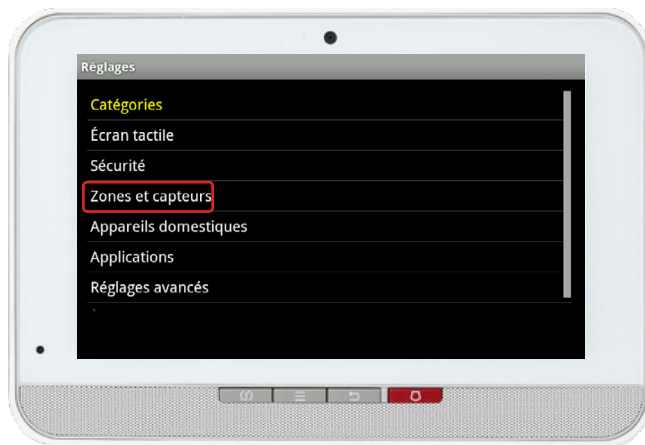 Réglages
Catégories
Écran tactile
Sécurité
Zones et capteurs
Appareils domestiques
Applications
Réglages avancés